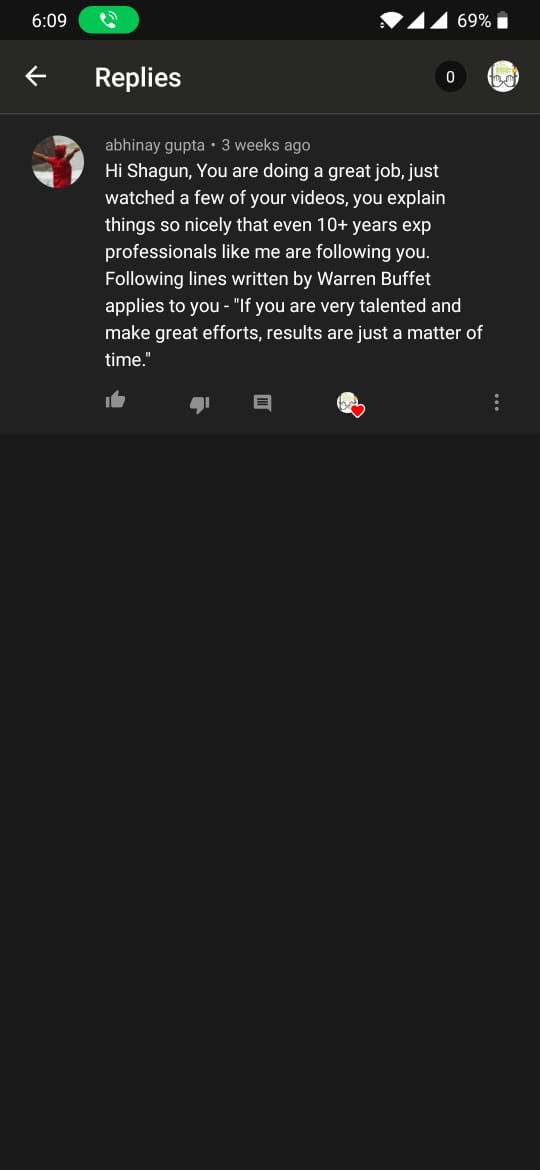 6:09 69%
Replies 0
abhinay gupta • 3 weeks ago
Hi Shagun, You are doing a great job, just
watched a few of your videos, you explain
things so nicely that even 10+ years exp
professionals like me are following you.
Following lines written by Warren Buffet
applies to you - "If you are very talented and
make great efforts, results are just a matter of
time."